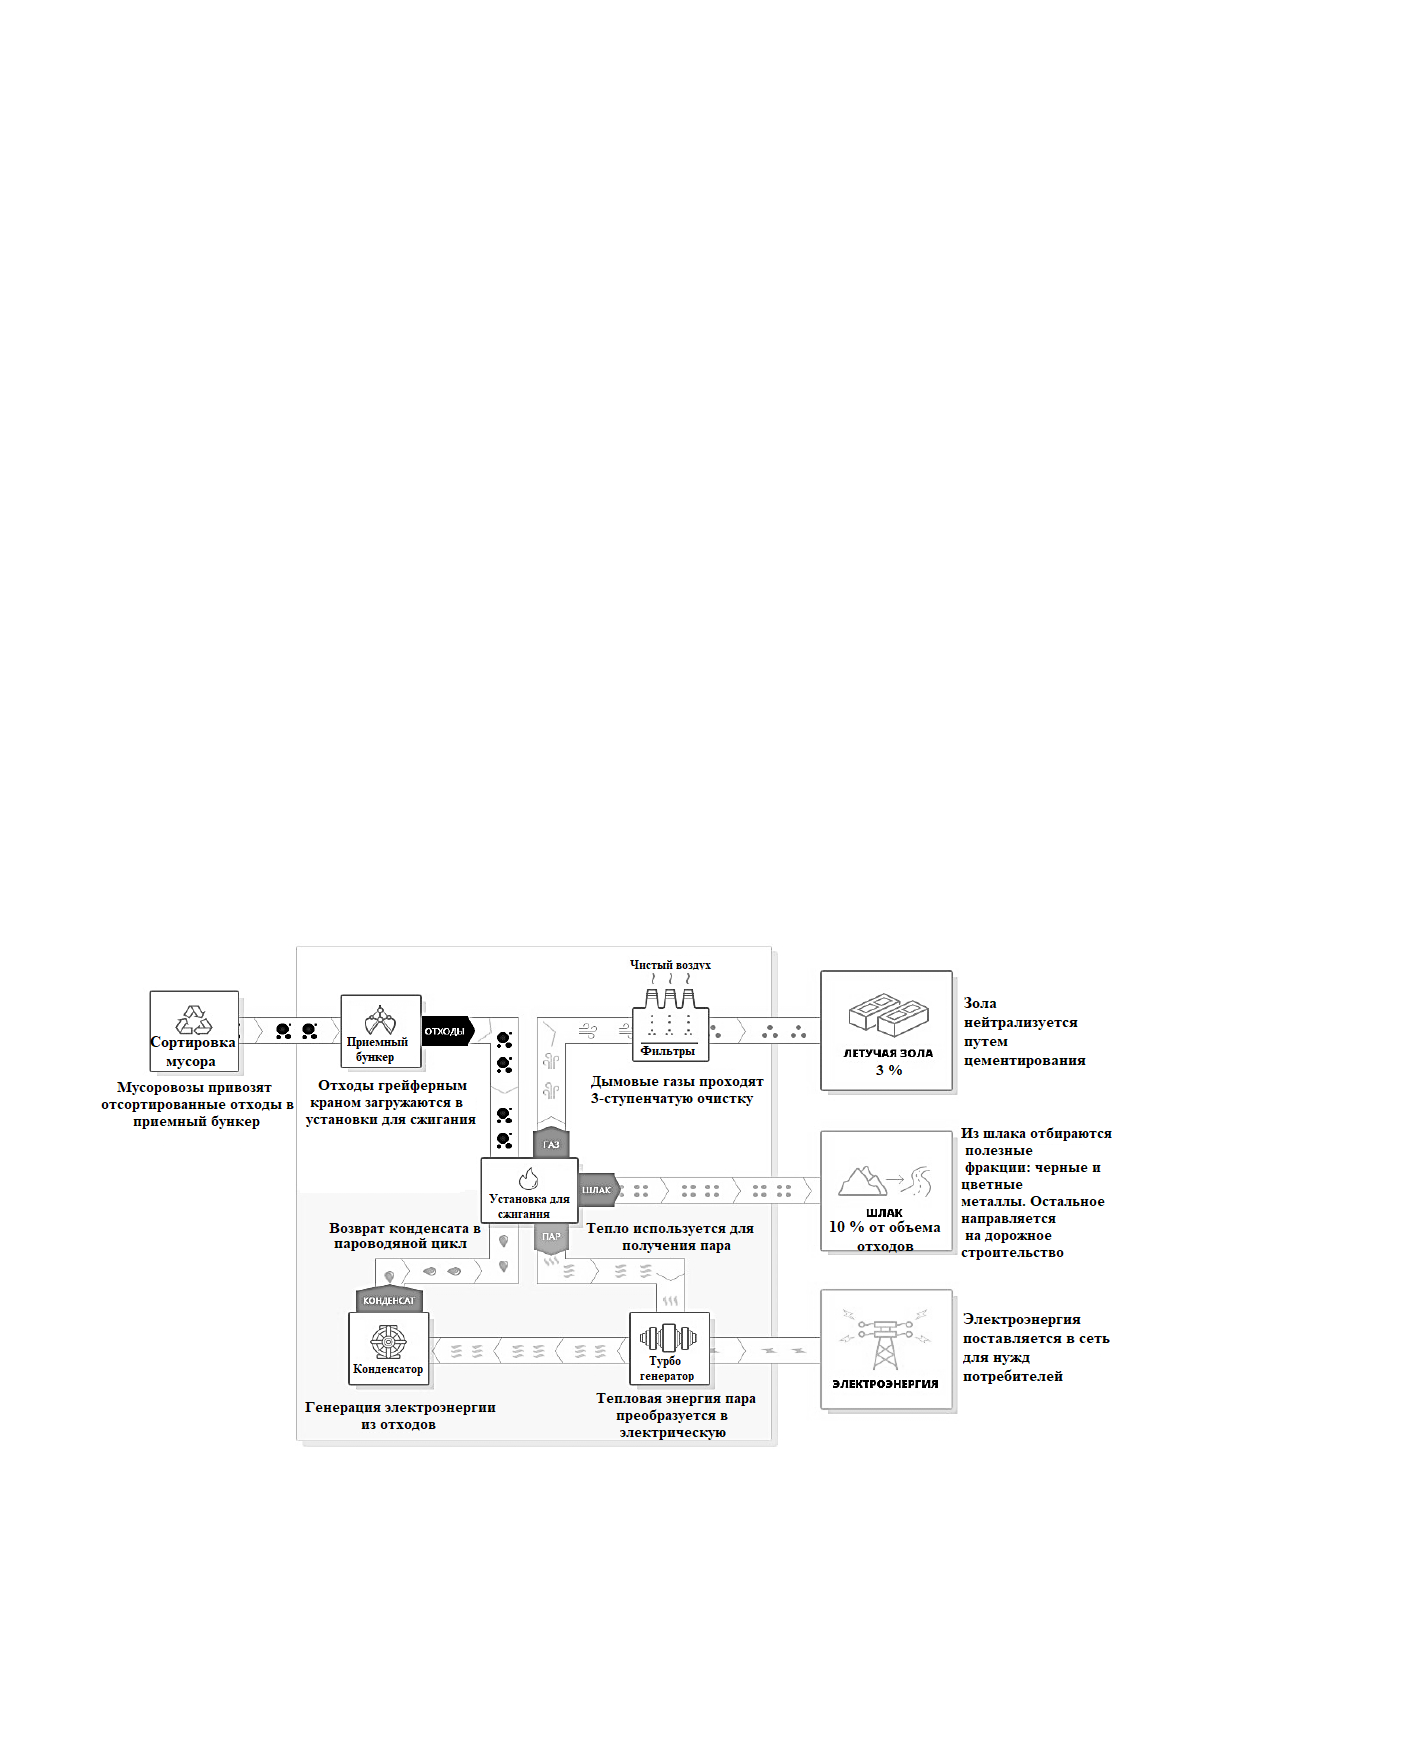 Чистый воздух
Сортировка
мусора
Мусоровозы привозят
отсортированные отходы в
приемный бункер
Приемный
бункер
ОТХОДЫ
Отходы грейферным
краном загружаются в
установки для сжигания
Фильтры
Дымовые газы проходят
3-ступенчатую очистку
ЛЕТУЧАЯ ЗОЛА
3 %
Зола
нейтрализуется
путем
цементирования
ГАЗ
Установка для
сжигания
ШЛАК
ПАР
ШЛАК
10 % от объема
отходов
Из шлака отбираются
полезные
фракции: черные и
цветные
металлы. Остальное
направляется
на дорожное
строительство
Возврат конденсата в
пароводяной цикл
Тепло используется для
получения пара
КОНДЕНСАТ
Конденсатор
Генерация электроэнергии
из отходов
Турбо
генератор
Тепловая энергия пара
преобразуется в
электрическую
ЭЛЕКТРОЭНЕРГИЯ
Электроэнергия
поставляется в сеть
для нужд
потребителей